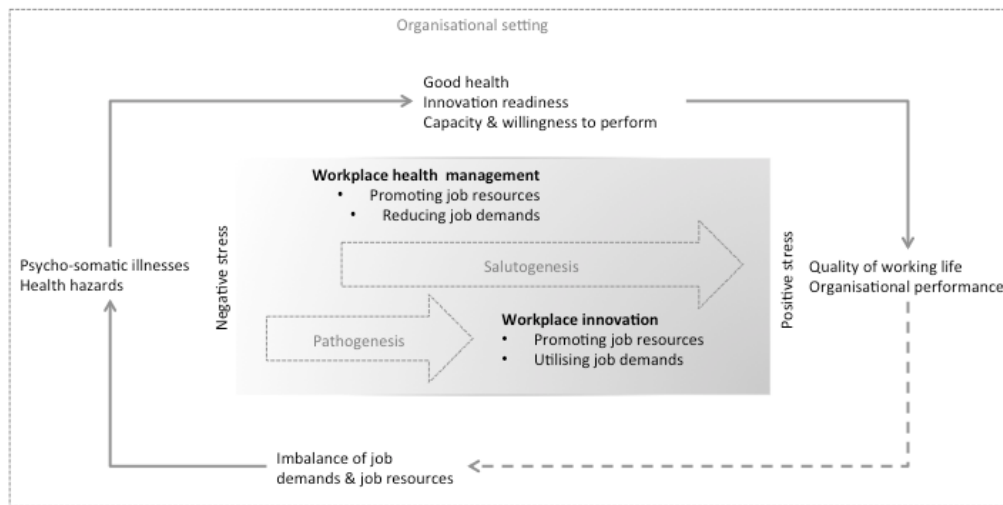 Organisational setting
Good health
Innovation readiness
Capacity & willingness to perform
Workplace health management
• Promoting job resources
• Reducing job demands
Negative stress
Salutogenesis
Positive stress
Psycho-somatic illnesses
Health hazards
Quality of working life
Organisational performance
Pathogenesis
Workplace innovation
• Promoting job resources
• Utilising job demands
Imbalance of job
demands & job resources